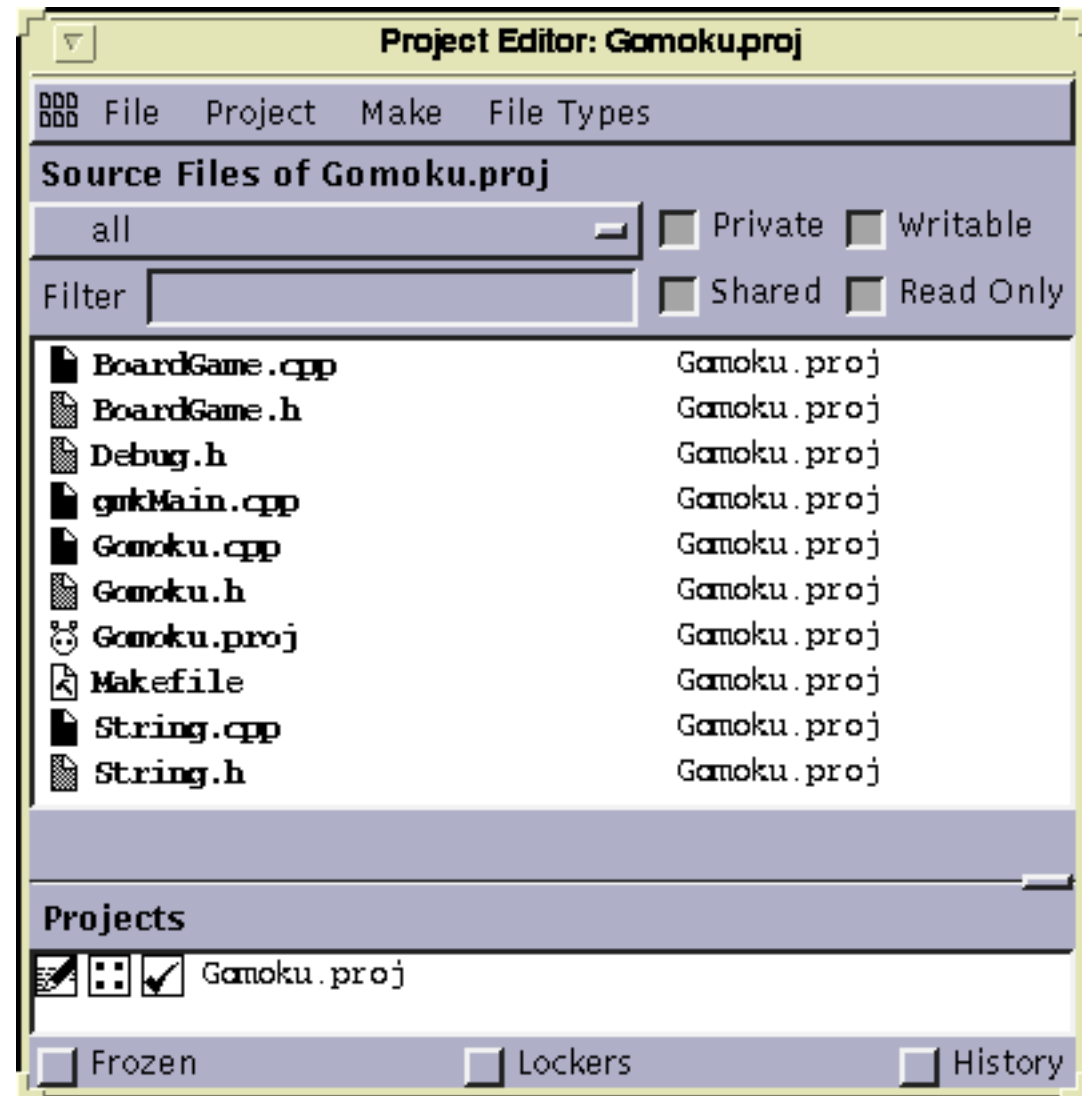 Project Editor: Gomoku.proj
File Project Make File Types
Source Files of Gomoku.proj
all Private Writable
Filter Shared Read Only
BoardGame.cpp Gomoku.proj
BoardGame.h Gomoku.proj
Debug.h Gomoku.proj
gmkMain.cpp Gomoku.proj
Gomoku.cpp Gomoku.proj
Gomoku.h Gomoku.proj
Gomoku.proj Gomoku.proj
Makefile Gomoku.proj
String.cpp Gomoku.proj
String.h Gomoku.proj
Projects
Gomoku.proj
Frozen Lockers History